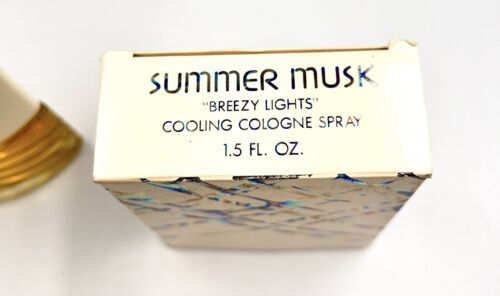 SUMMER MUSK
"BREEZY LIGHTS"
COOLING COLOGNE SPRAY
1.5 FL. OZ.